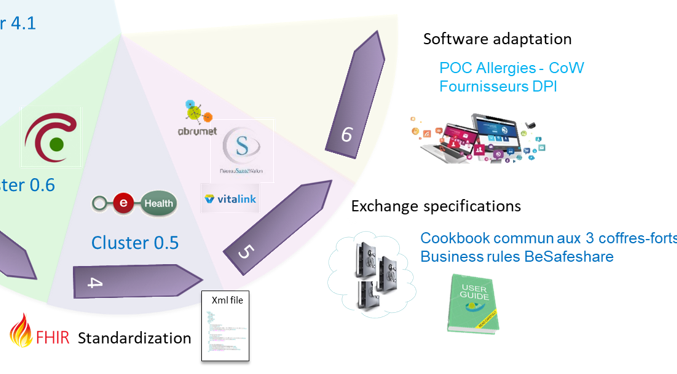 r 4.1
Software adaptation
POC Allergies - CoW
Fournisseurs DPI
6
abrumet
S
vitalink
ster 0.6
e Health
Exchange specifications
Cluster 0.5
5
Cookbook commun aux 3 coffres-forts
Business rules BeSafeshare
4
USER
GUIDE
Xml file
FHIR Standardization